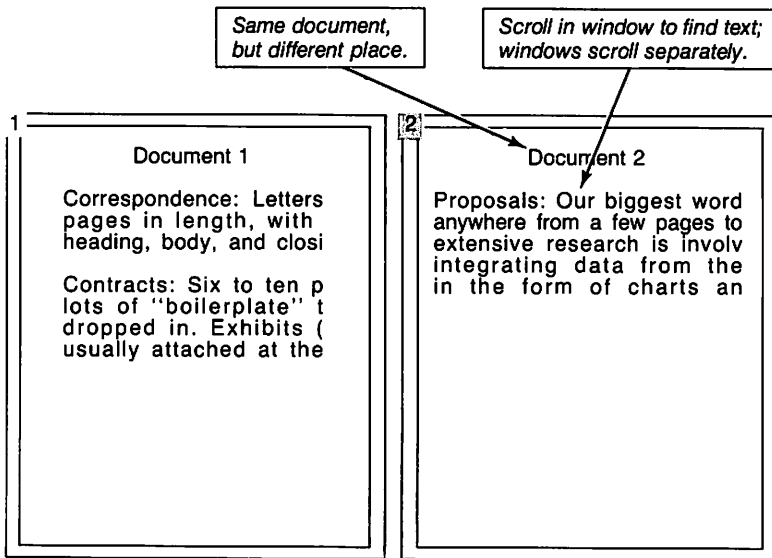 Same document,
but different place.
Scroll in window to find text;
windows scroll separately.
1
Document 1
Correspondence: Letters
pages in length, with
heading, body, and closi
Contracts: Six to ten p
lots of "boilerplate" t
dropped in. Exhibits (
usually attached at the
2
Document 2
Proposals: Our biggest word
anywhere from a few pages to
extensive research is involv
integrating data from the
in the form of charts an